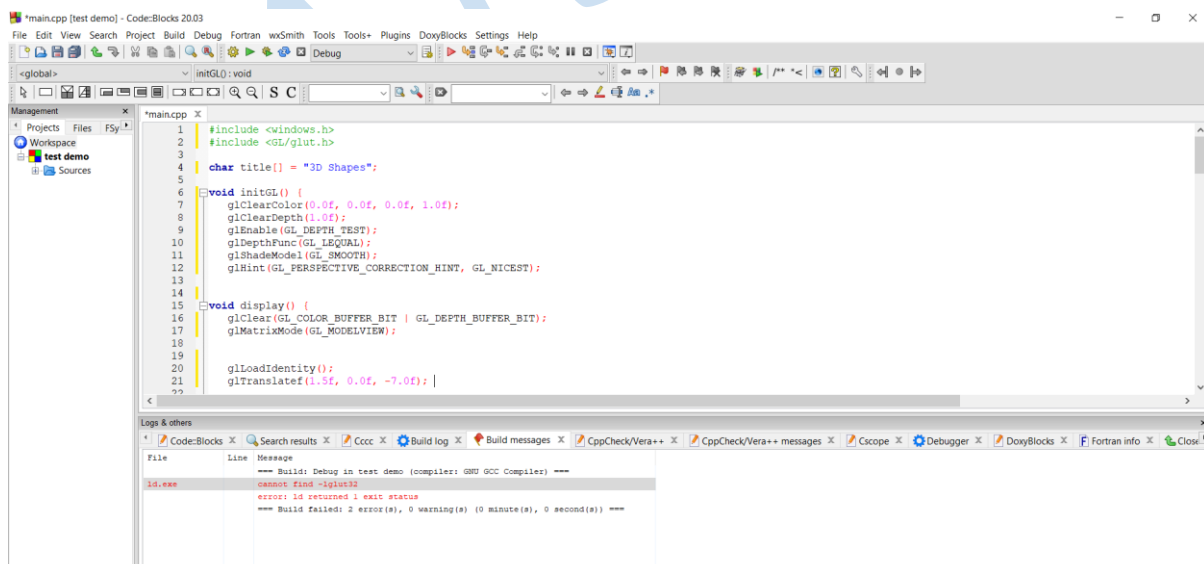 *main.cpp [test demo] - Code::Blocks 20.03
File Edit View Search Project Build Debug Fortran wxSmith Tools Tools+ Plugins DoxyBlocks Settings Help
Debug
<global> initGL() : void
/** *<
S C
Aa .*
Management
Projects Files FSy
Workspace
test demo
Sources
*main.cpp X
1 #include <windows.h>
2 #include <GL/glut.h>
3
4 char title[] = "3D Shapes";
5
6 void initGL() {
7 glClearColor(0.0f, 0.0f, 0.0f, 1.0f);
8 glClearDepth(1.0f);
9 glEnable(GL_DEPTH_TEST);
10 glDepthFunc(GL_LEQUAL);
11 glShadeModel(GL_SMOOTH);
12 glHint(GL_PERSPECTIVE_CORRECTION_HINT, GL_NICEST);
13
14
15 void display() {
16 glClear(GL_COLOR_BUFFER_BIT | GL_DEPTH_BUFFER_BIT);
17 glMatrixMode(GL_MODELVIEW);
18
19
20 glLoadIdentity();
21 glTranslatef(1.5f, 0.0f, -7.0f);
22
Logs & others
Code::Blocks X Search results X Cccc X Build log X Build messages X CppCheck/Vera++ X CppCheck/Vera++ messages X Cscope X Debugger X DoxyBlocks X Fortran info X Close
File Line Message
=== Build: Debug in test demo (compiler: GNU GCC Compiler) ===
ld.exe cannot find -lglut32
error: ld returned 1 exit status
=== Build failed: 2 error(s), 0 warning(s) (0 minute(s), 0 second(s)) ===